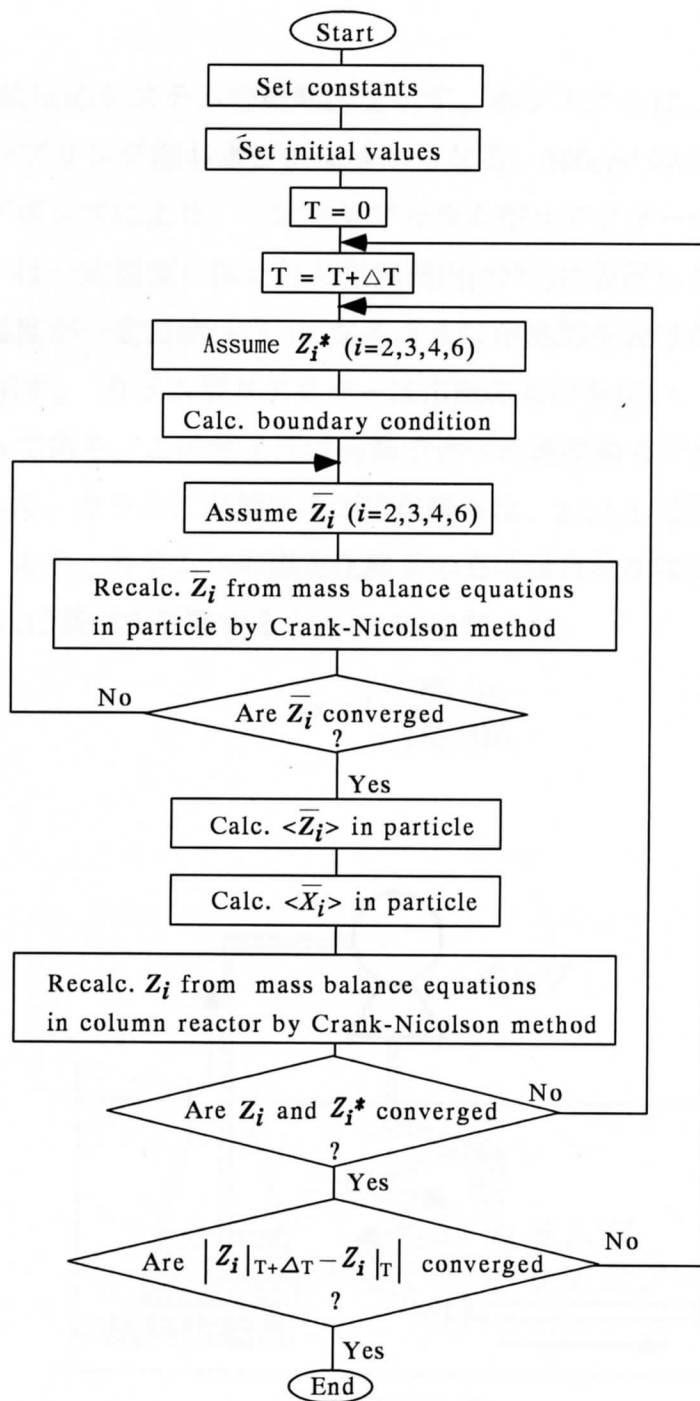 Start
Set constants
Set initial values
T = 0
T = T+ΔT
Assume Zi* (i=2,3,4,6)
Calc. boundary condition
Assume Z̅i (i=2,3,4,6)
Recalc. Z̅i from mass balance equations
in particle by Crank-Nicolson method
No
Are Z̅i converged
?
Yes
Calc. <Z̅i> in particle
Calc. <X̅i> in particle
Recalc. Zi from mass balance equations
in column reactor by Crank-Nicolson method
No
Are Zi and Zi* converged
?
Yes
No
Are |Zi|T+ΔT − Zi|T| converged
?
Yes
End